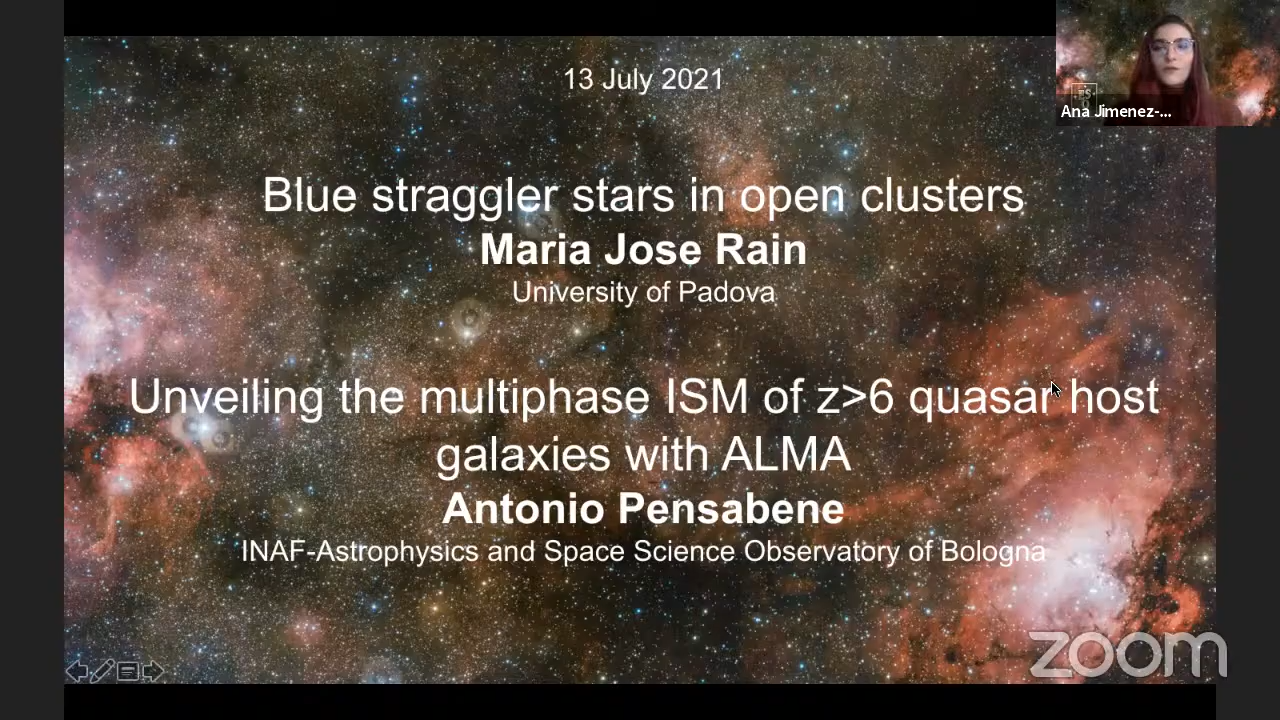 13 July 2021
Ana Jimenez-...
Blue straggler stars in open clusters
Maria Jose Rain
University of Padova
Unveiling the multiphase ISM of z>6 quasar host
galaxies with ALMA
Antonio Pensabene
INAF-Astrophysics and Space Science Observatory of Bologna
zoom